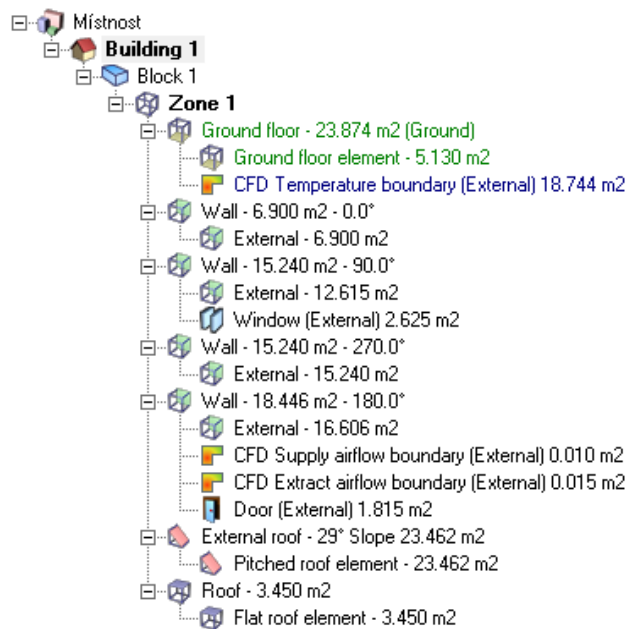 Místnost
Building 1
Block 1
Zone 1
Ground floor - 23.874 m2 (Ground)
Ground floor element - 5.130 m2
CFD Temperature boundary (External) 18.744 m2
Wall - 6.900 m2 - 0.0°
External - 6.900 m2
Wall - 15.240 m2 - 90.0°
External - 12.615 m2
Window (External) 2.625 m2
Wall - 15.240 m2 - 270.0°
External - 15.240 m2
Wall - 18.446 m2 - 180.0°
External - 16.606 m2
CFD Supply airflow boundary (External) 0.010 m2
CFD Extract airflow boundary (External) 0.015 m2
Door (External) 1.815 m2
External roof - 29° Slope 23.462 m2
Pitched roof element - 23.462 m2
Roof - 3.450 m2
Flat roof element - 3.450 m2